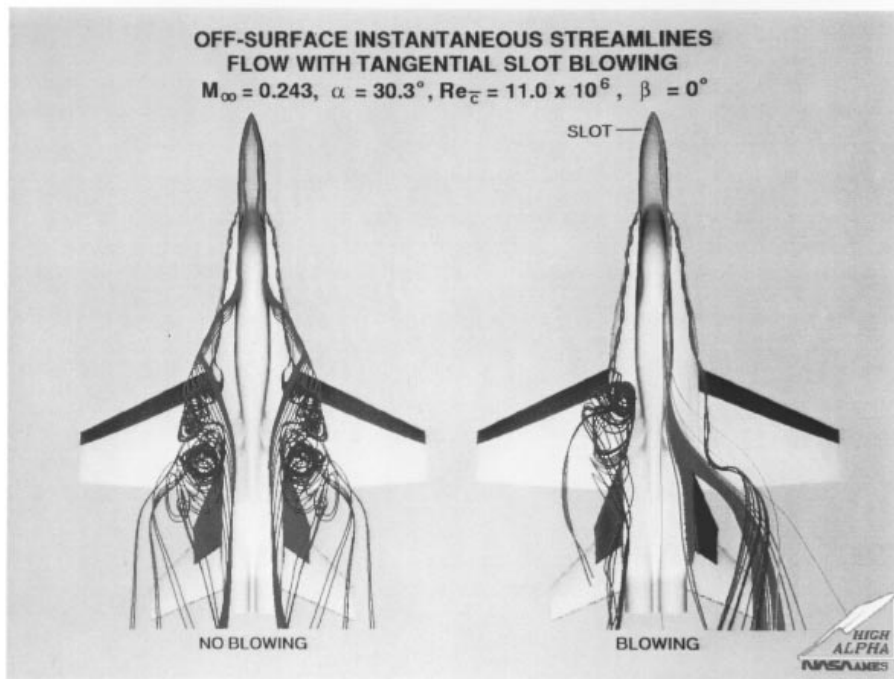 OFF-SURFACE INSTANTANEOUS STREAMLINES
FLOW WITH TANGENTIAL SLOT BLOWING
M∞ = 0.243, α = 30.3°, Re_c̅ = 11.0 x 10⁶ , β = 0°
SLOT
NO BLOWING
BLOWING
HIGH
ALPHA
NASA AMES